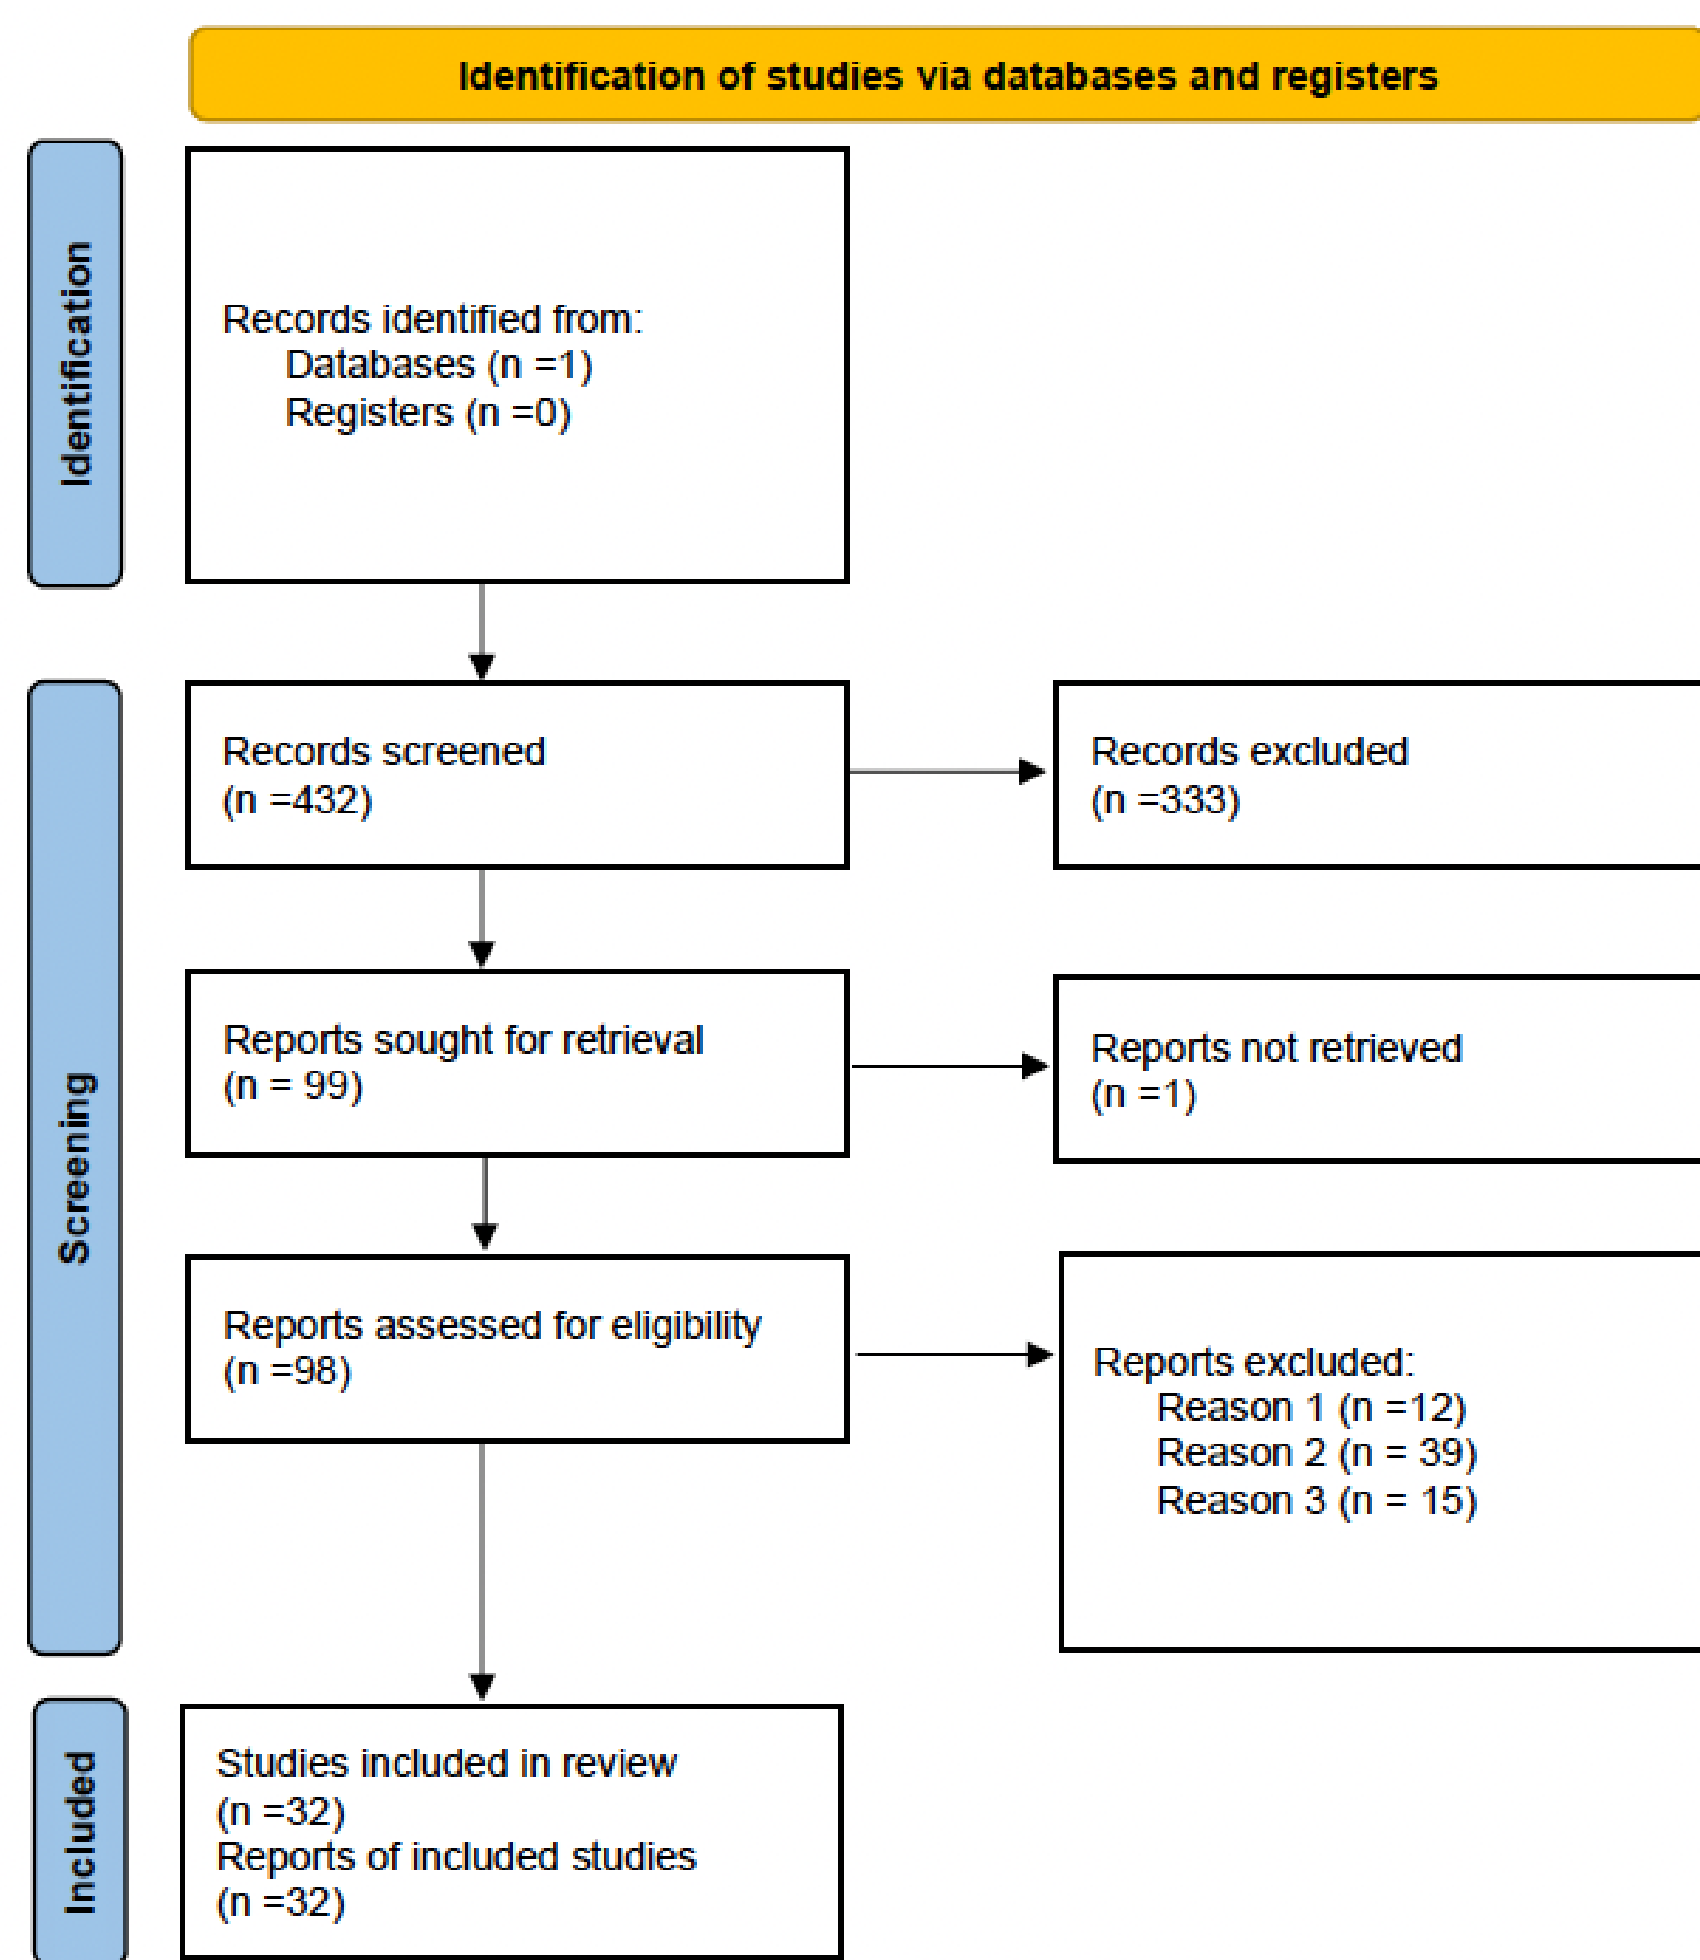 Identification of studies via databases and registers
Identification
Records identified from:
Databases (n =1)
Registers (n =0)
Screening
Records screened
(n =432)
Records excluded
(n =333)
Reports sought for retrieval
(n = 99)
Reports not retrieved
(n =1)
Reports assessed for eligibility
(n =98)
Reports excluded:
Reason 1 (n =12)
Reason 2 (n = 39)
Reason 3 (n = 15)
Included
Studies included in review
(n =32)
Reports of included studies
(n =32)